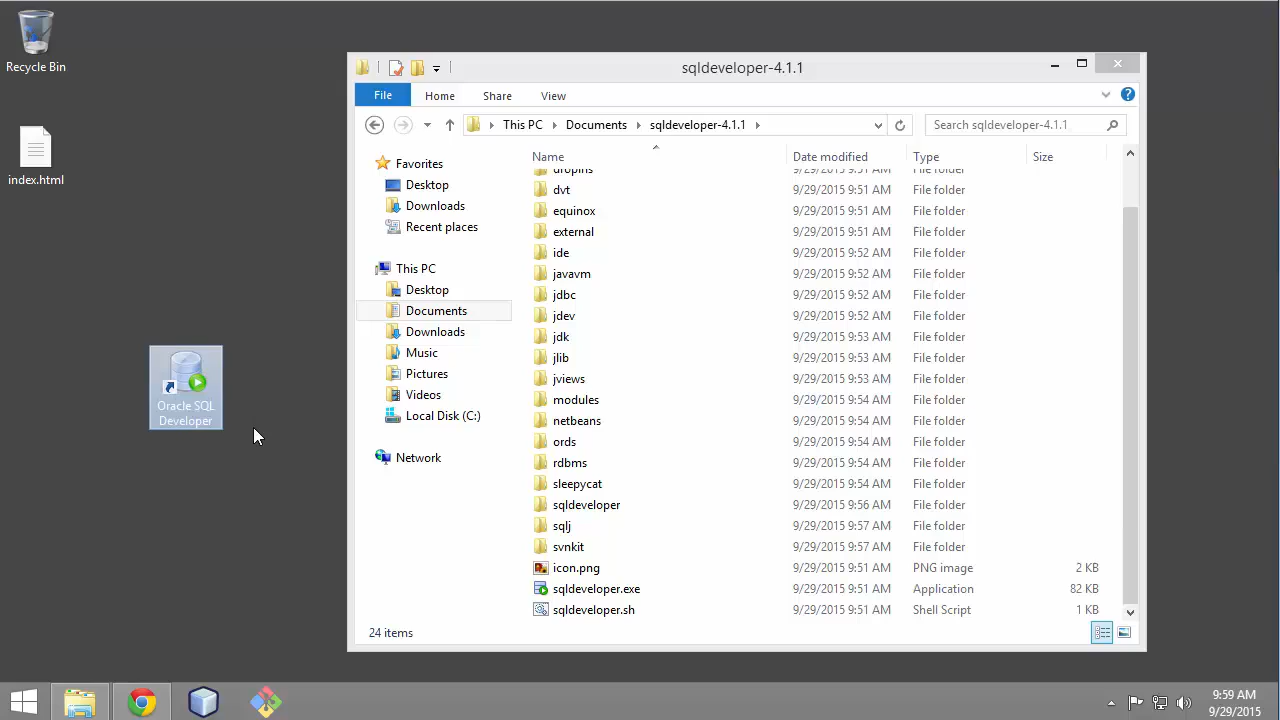 Recycle Bin
index.html
Oracle SQL
Developer
sqldeveloper-4.1.1
File Home Share View
This PC Documents sqldeveloper-4.1.1
Search sqldeveloper-4.1.1
Favorites
Desktop
Downloads
Recent places
This PC
Desktop
Documents
Downloads
Music
Pictures
Videos
Local Disk (C:)
Network
Name Date modified Type Size
dropins 9/29/2015 9:51 AM File folder
dvt 9/29/2015 9:51 AM File folder
equinox 9/29/2015 9:51 AM File folder
external 9/29/2015 9:51 AM File folder
ide 9/29/2015 9:52 AM File folder
javavm 9/29/2015 9:52 AM File folder
jdbc 9/29/2015 9:52 AM File folder
jdev 9/29/2015 9:52 AM File folder
jdk 9/29/2015 9:53 AM File folder
jlib 9/29/2015 9:53 AM File folder
jviews 9/29/2015 9:53 AM File folder
modules 9/29/2015 9:54 AM File folder
netbeans 9/29/2015 9:54 AM File folder
ords 9/29/2015 9:54 AM File folder
rdbms 9/29/2015 9:54 AM File folder
sleepycat 9/29/2015 9:54 AM File folder
sqldeveloper 9/29/2015 9:56 AM File folder
sqlj 9/29/2015 9:57 AM File folder
svnkit 9/29/2015 9:57 AM File folder
icon.png 9/29/2015 9:51 AM PNG image 2 KB
sqldeveloper.exe 9/29/2015 9:51 AM Application 82 KB
sqldeveloper.sh 9/29/2015 9:51 AM Shell Script 1 KB
24 items
9:59 AM
9/29/2015